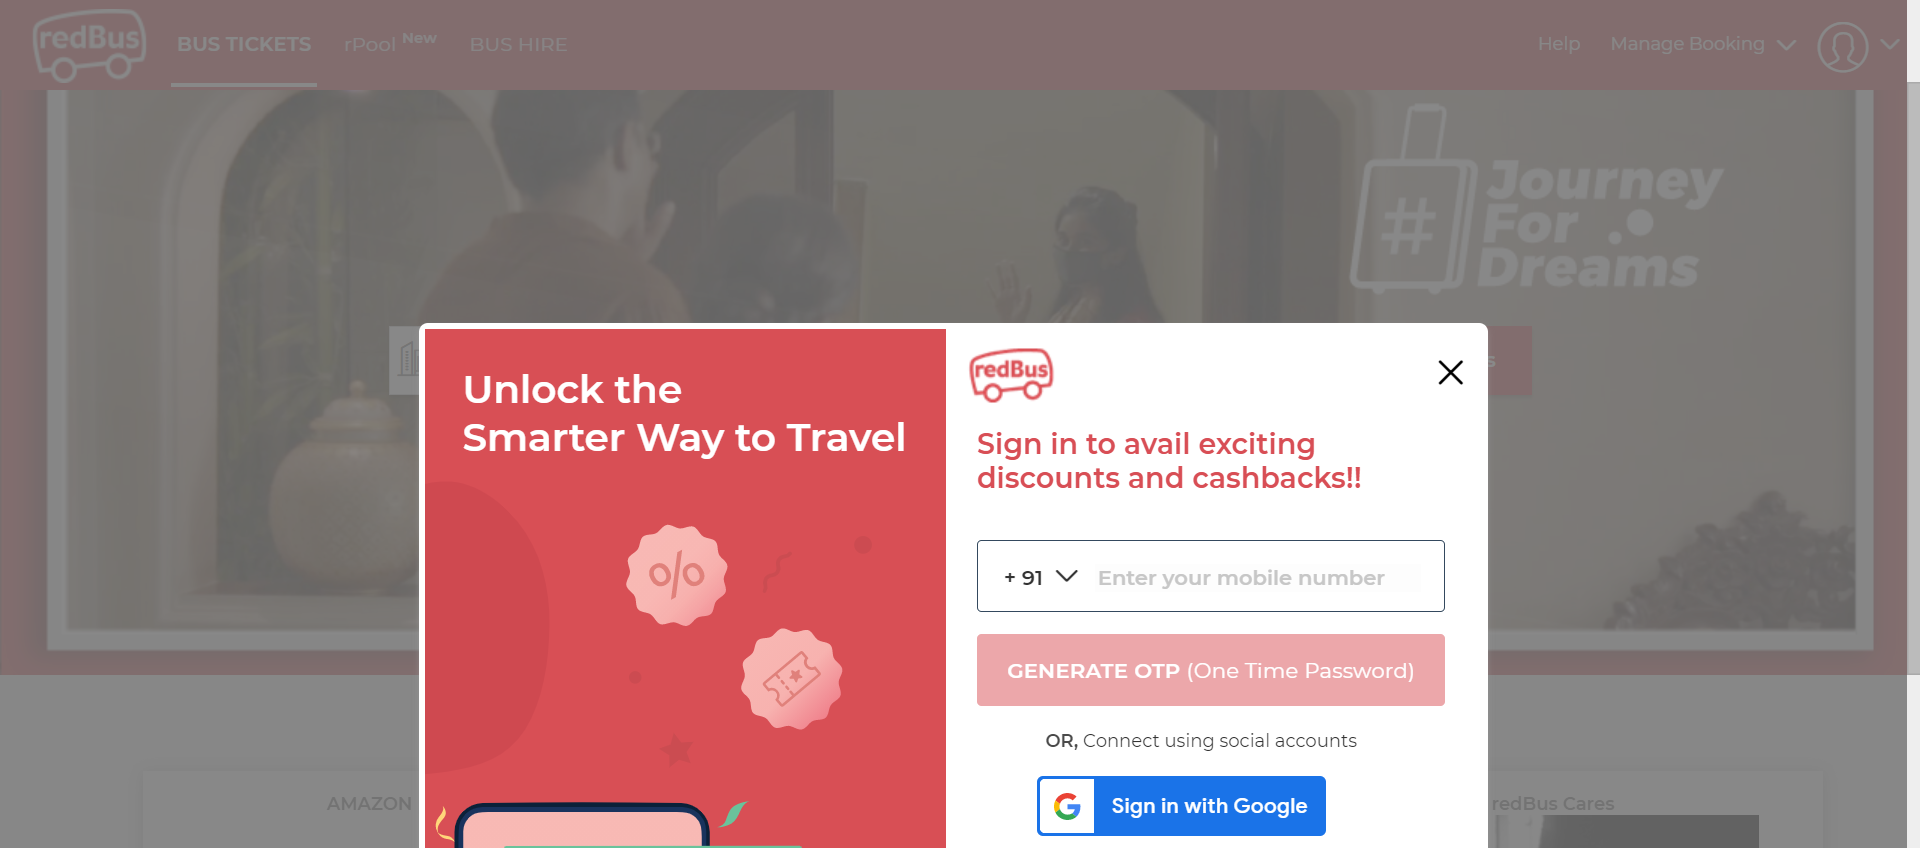 redBus
BUS TICKETS
rPool New
BUS HIRE
Help
Manage Booking
#
Journey
For
Dreams
s
Unlock the
Smarter Way to Travel
%
redBus
Sign in to avail exciting
discounts and cashbacks!!
+ 91
Enter your mobile number
GENERATE OTP (One Time Password)
OR, Connect using social accounts
G
Sign in with Google
AMAZON
redBus Cares